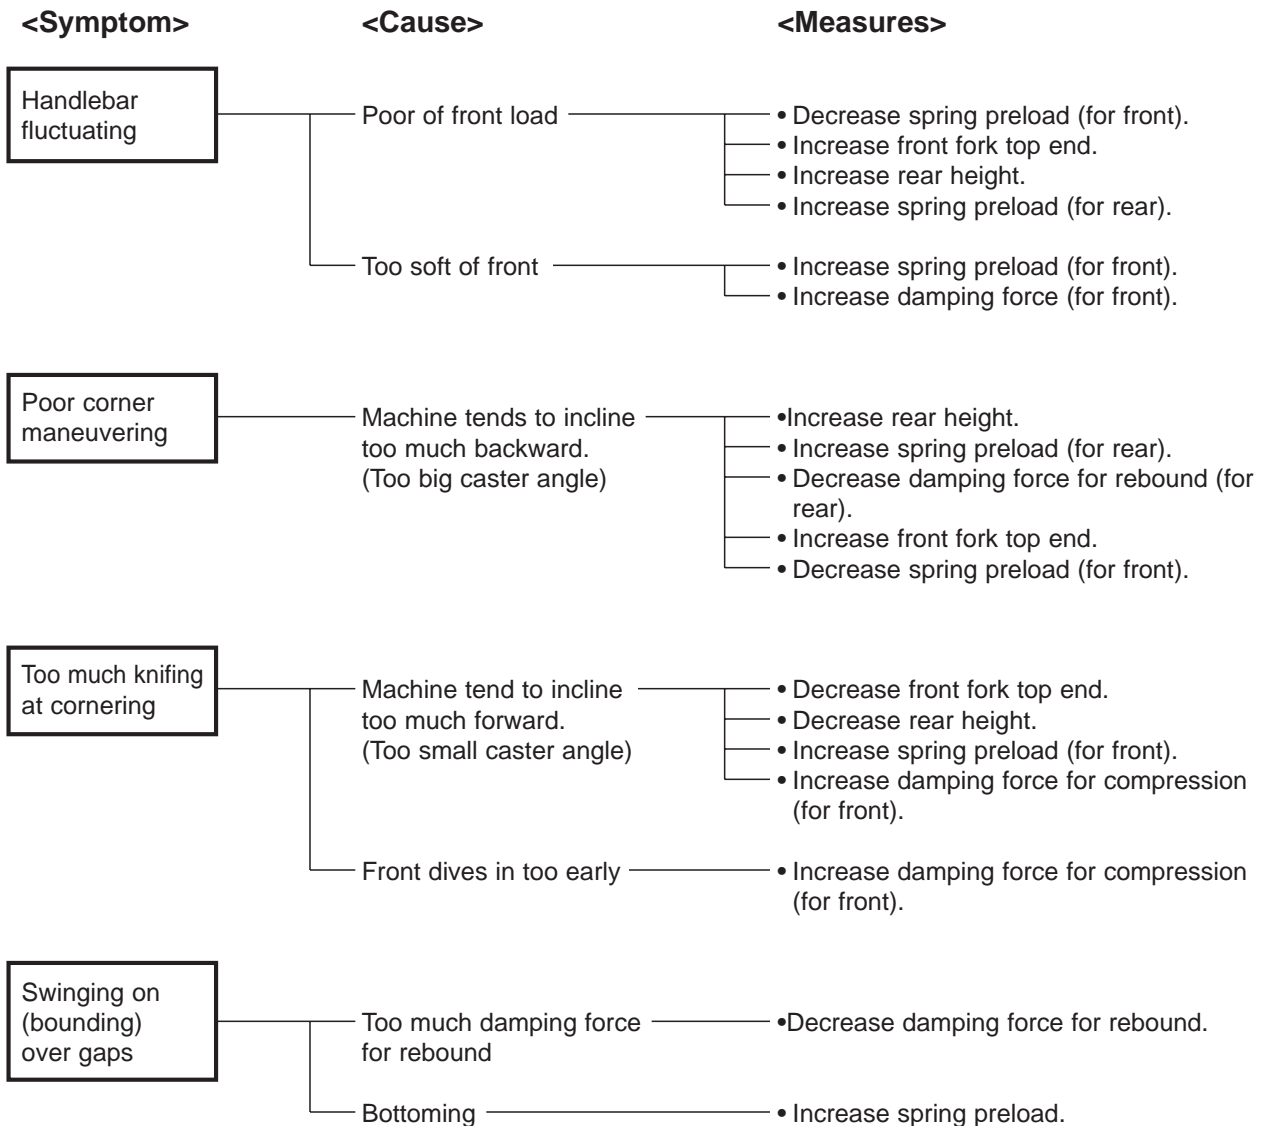 <Symptom> <Cause> <Measures>
Handlebar
fluctuating
Poor of front load
• Decrease spring preload (for front).
• Increase front fork top end.
• Increase rear height.
• Increase spring preload (for rear).
Too soft of front
• Increase spring preload (for front).
• Increase damping force (for front).
Poor corner
maneuvering
Machine tends to incline
too much backward.
(Too big caster angle)
•Increase rear height.
• Increase spring preload (for rear).
• Decrease damping force for rebound (for
rear).
• Increase front fork top end.
• Decrease spring preload (for front).
Too much knifing
at cornering
Machine tend to incline
too much forward.
(Too small caster angle)
• Decrease front fork top end.
• Decrease rear height.
• Increase spring preload (for front).
• Increase damping force for compression
(for front).
Front dives in too early
• Increase damping force for compression
(for front).
Swinging on
(bounding)
over gaps
Too much damping force
for rebound
•Decrease damping force for rebound.
Bottoming
• Increase spring preload.